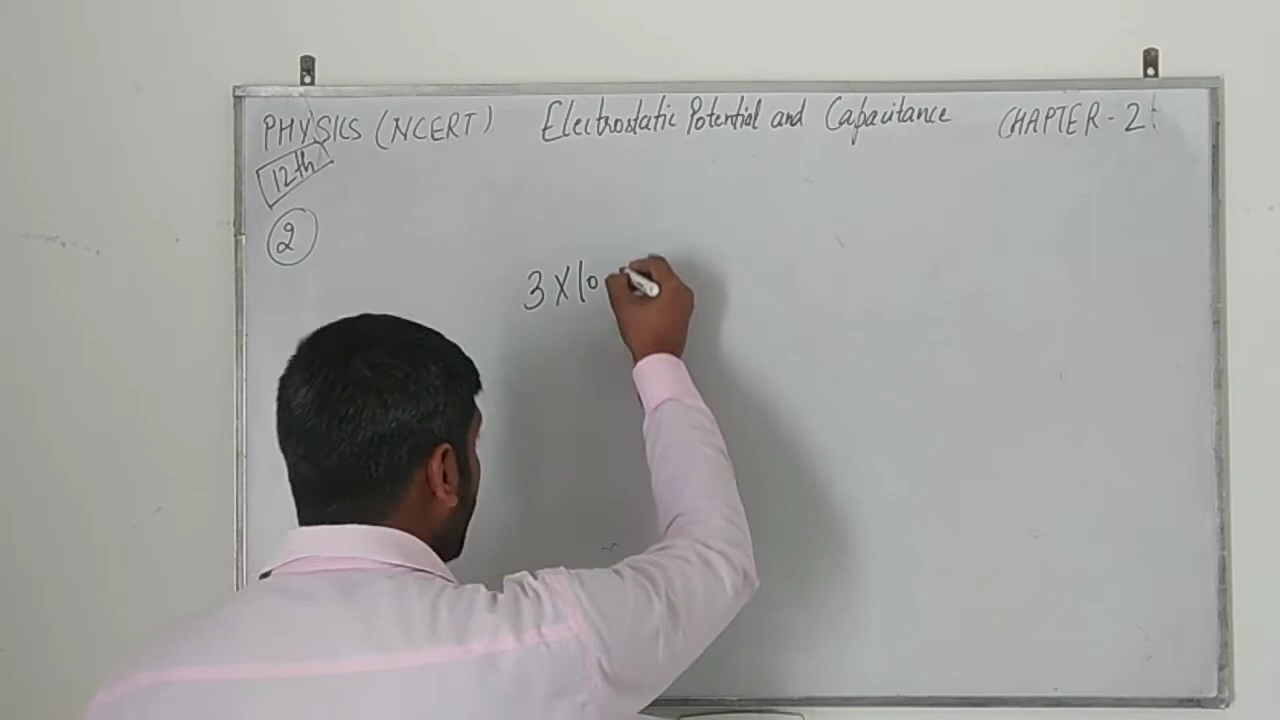 PHYSICS (NCERT) Electrostatic Potential and Capacitance CHAPTER - 2
12th
2
3 X 10